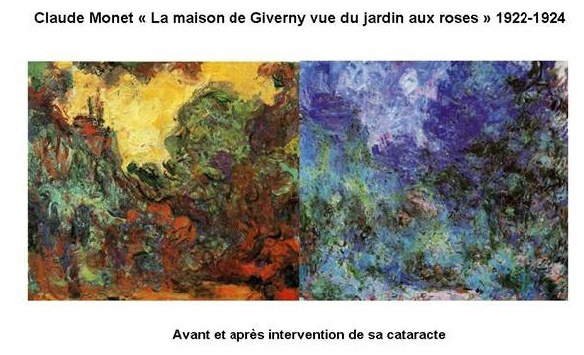 Claude Monet « La maison de Giverny vue du jardin aux roses » 1922-1924
Avant et après intervention de sa cataracte